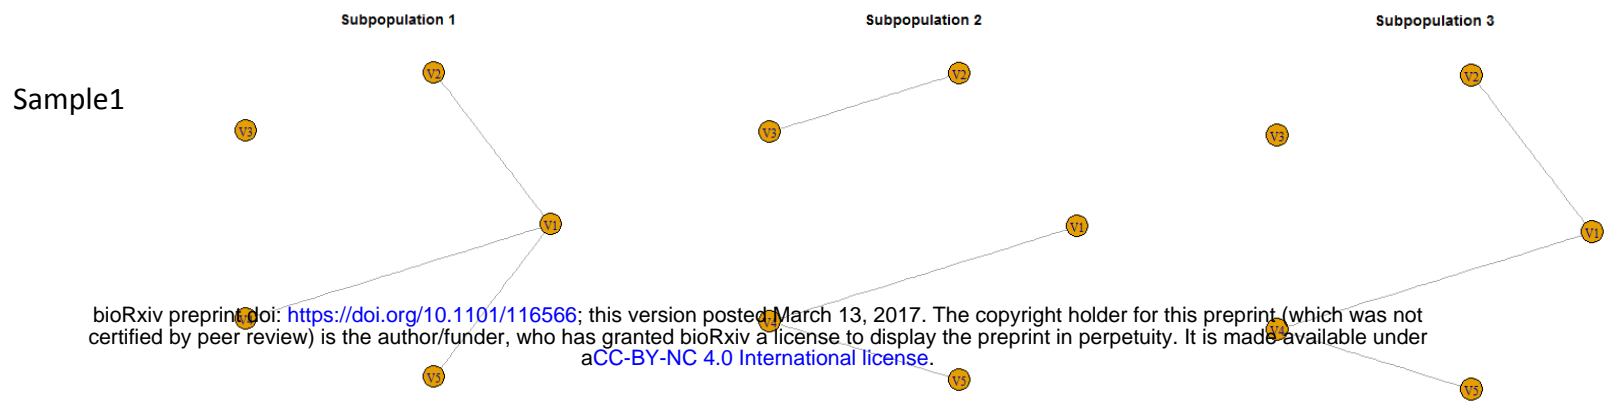 Subpopulation 1 Subpopulation 2 Subpopulation 3
Sample1
V2 V2 V2
V3 V3 V3
V1 V1 V1
V4 V4 V4
bioRxiv preprint doi: https://doi.org/10.1101/116566; this version posted March 13, 2017. The copyright holder for this preprint (which was not
certified by peer review) is the author/funder, who has granted bioRxiv a license to display the preprint in perpetuity. It is made available under
aCC-BY-NC 4.0 International license.
V5 V5 V5